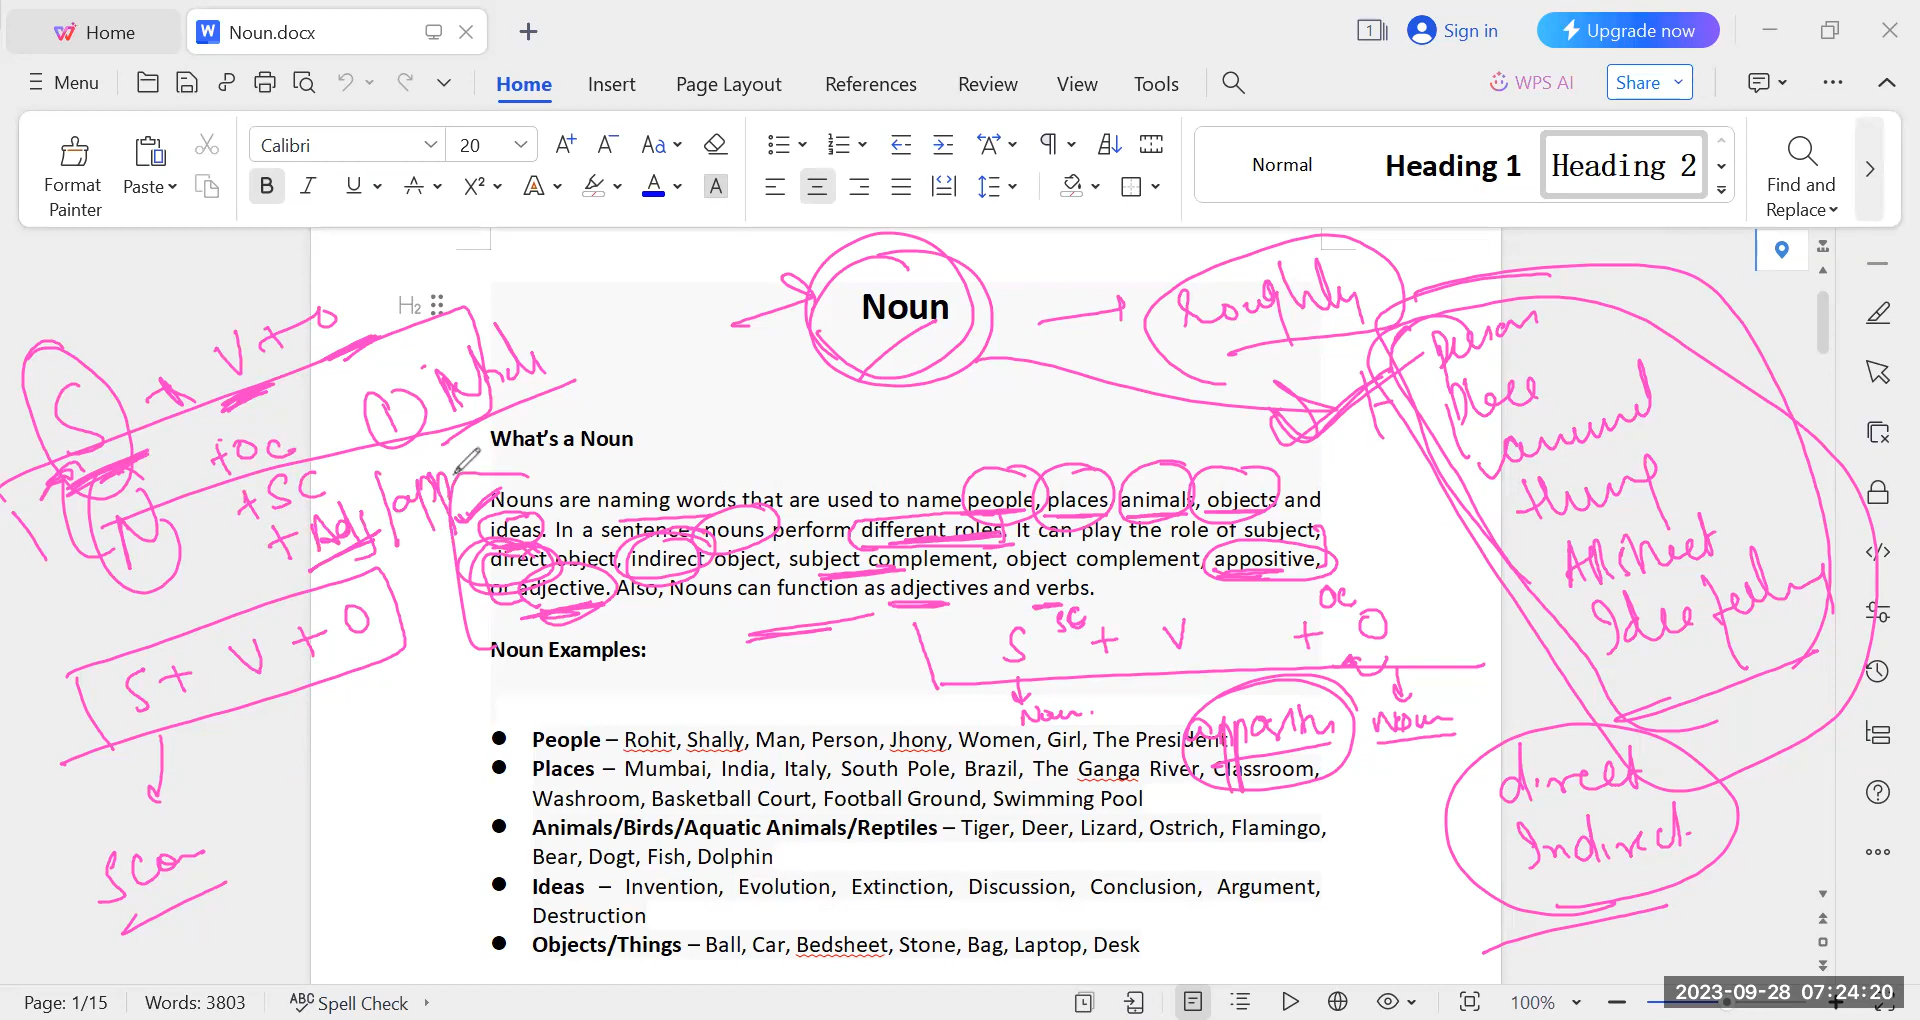 Home
Noun.docx
1
Sign in
Upgrade now
Menu
Home
Insert
Page Layout
References
Review
View
Tools
WPS AI
Share
Format
Painter
Paste
Calibri
20
Normal
Heading 1
Heading 2
Find and
Replace
H2
Noun
Roughly
person
place
animal
thing
S + V + O
+OC
+SC
+ Adj/app
N
S + V + O
What's a Noun
Nouns are naming words that are used to name people, places, animals, objects and
ideas. In a sentence, nouns perform different roles. It can play the role of subject,
direct object, indirect object, subject complement, object complement, appositive,
or adjective. Also, Nouns can function as adjectives and verbs.
S SC + V + O OC
Noun
Noun
direct
Indirect
Noun Examples:
People – Rohit, Shally, Man, Person, Jhony, Women, Girl, The President
Places – Mumbai, India, Italy, South Pole, Brazil, The Ganga River, Classroom,
Washroom, Basketball Court, Football Ground, Swimming Pool
Animals/Birds/Aquatic Animals/Reptiles – Tiger, Deer, Lizard, Ostrich, Flamingo,
Bear, Dogt, Fish, Dolphin
Ideas – Invention, Evolution, Extinction, Discussion, Conclusion, Argument,
Destruction
Objects/Things – Ball, Car, Bedsheet, Stone, Bag, Laptop, Desk
Page: 1/15
Words: 3803
Spell Check
100%
2023-09-28 07:24:20